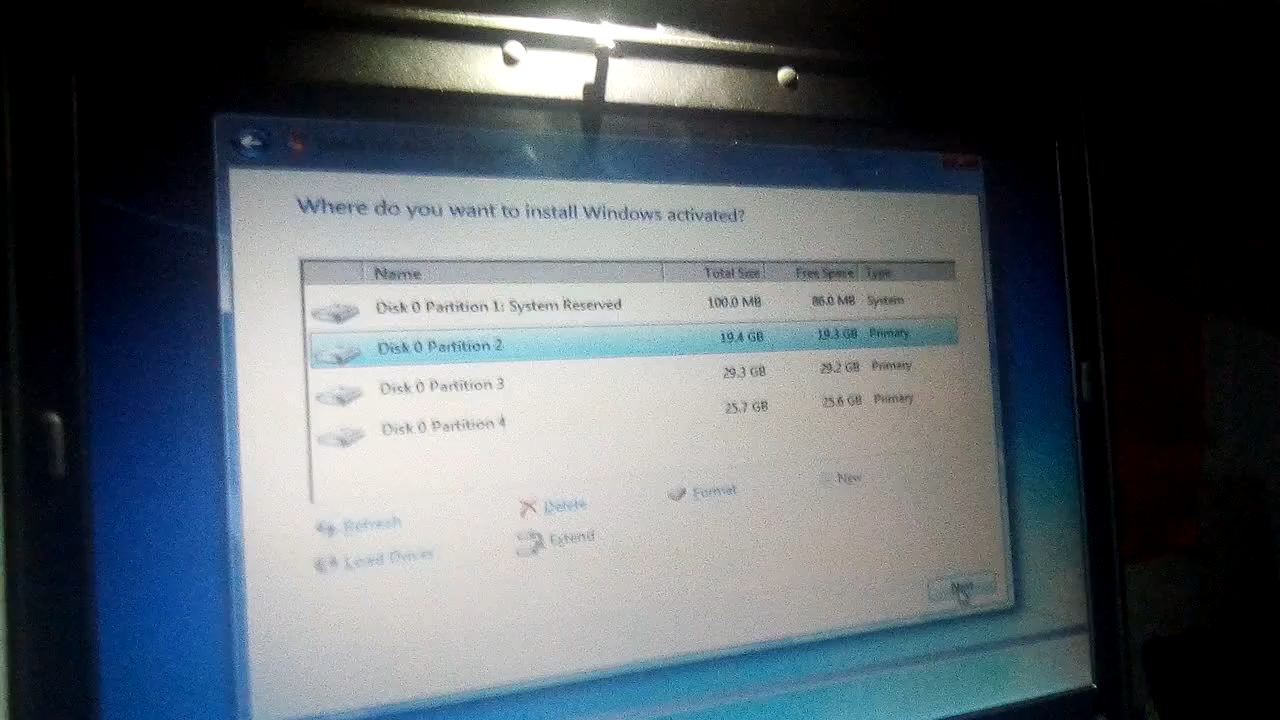 Where do you want to install Windows activated?
Name Total Size Free Space Type
Disk 0 Partition 1: System Reserved 100.0 MB 86.0 MB System
Disk 0 Partition 2 19.4 GB 19.3 GB Primary
Disk 0 Partition 3 29.3 GB 29.2 GB Primary
Disk 0 Partition 4 25.7 GB 25.6 GB Primary
Refresh Delete Format New
Load Driver Extend
Next